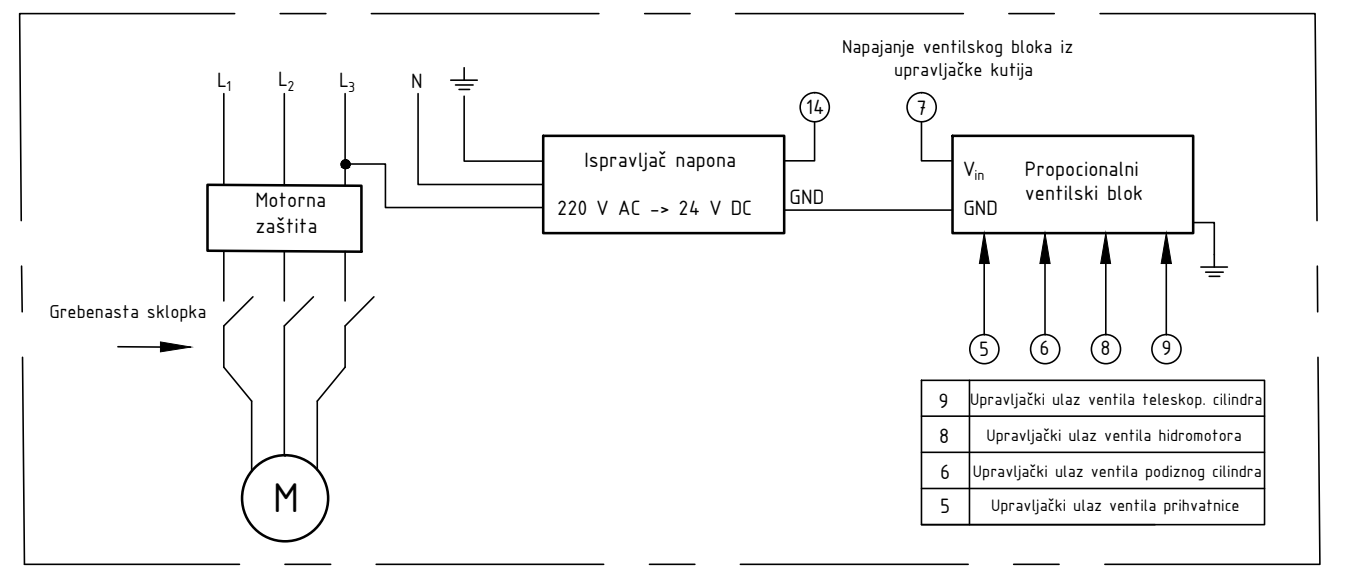 Napajanje ventilskog bloka iz
upravljačke kutija
L1 L2 L3 N
14 7
Ispravljač napona
220 V AC -> 24 V DC
GND
Vin
GND
Propocionalni
ventilski blok
Motorna
zaštita
Grebenasta sklopka
5 6 8 9
9 Upravljački ulaz ventila teleskop. cilindra
8 Upravljački ulaz ventila hidromotora
6 Upravljački ulaz ventila podiznog cilindra
5 Upravljački ulaz ventila prihvatnice
M